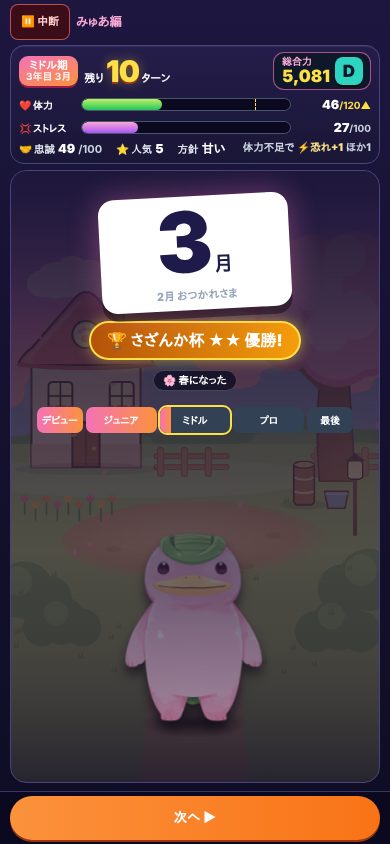 中断 みゅあ編
ミドル期
3年目 3月
残り10ターン
総合力
5,081 D
体力 46/120▲
ストレス 27/100
忠誠 49 /100 人気 5 方針 甘い 体力不足で ⚡恐れ+1 ほか1
3月
2月 おつかれさま
🏆 さざんか杯 ★★ 優勝!
🌸 春になった
デビュー ジュニア ミドル プロ 最後
次へ ▶